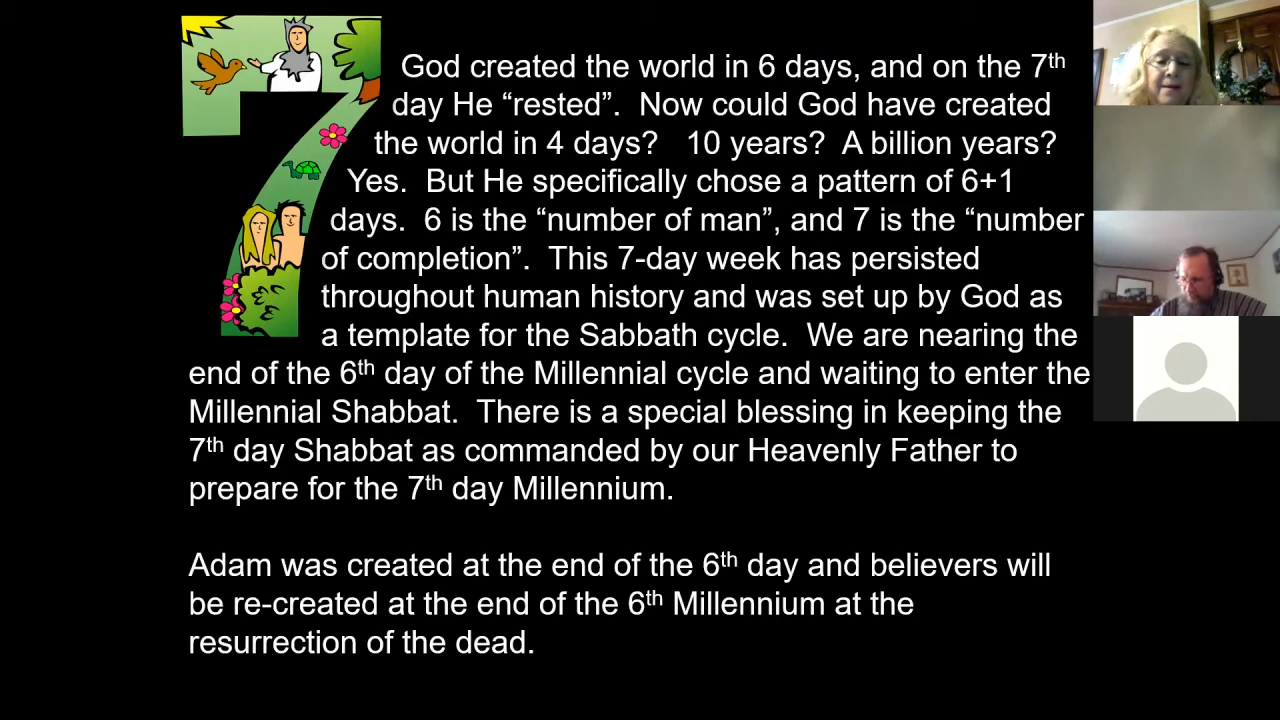 God created the world in 6 days, and on the 7th
day He “rested”. Now could God have created
the world in 4 days? 10 years? A billion years?
Yes. But He specifically chose a pattern of 6+1
days. 6 is the “number of man”, and 7 is the “number
of completion”. This 7-day week has persisted
throughout human history and was set up by God as
a template for the Sabbath cycle. We are nearing the
end of the 6th day of the Millennial cycle and waiting to enter the
Millennial Shabbat. There is a special blessing in keeping the
7th day Shabbat as commanded by our Heavenly Father to
prepare for the 7th day Millennium.
Adam was created at the end of the 6th day and believers will
be re-created at the end of the 6th Millennium at the
resurrection of the dead.